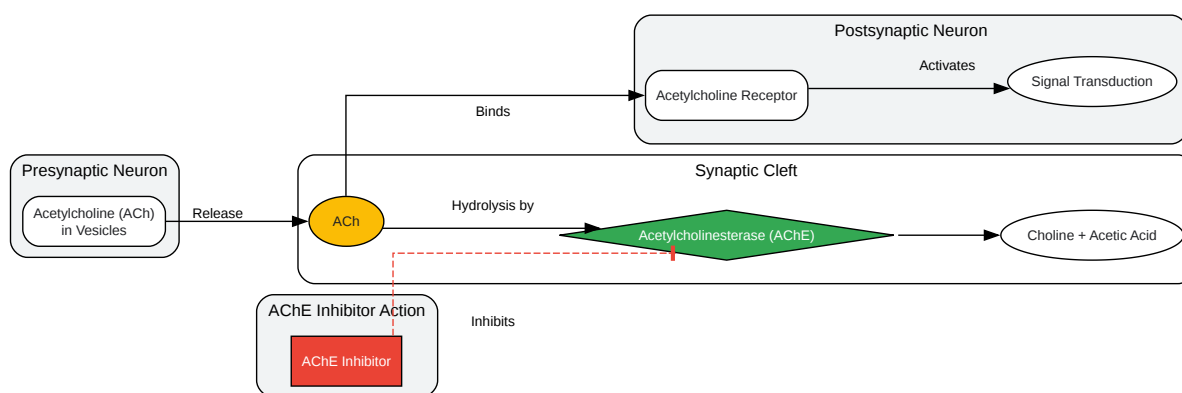 Postsynaptic Neuron
Activates
Acetylcholine Receptor
Signal Transduction
Binds
Presynaptic Neuron
Synaptic Cleft
Acetylcholine (ACh)
in Vesicles
Release
ACh
Hydrolysis by
Acetylcholinesterase (AChE)
Choline + Acetic Acid
AChE Inhibitor Action
Inhibits
AChE Inhibitor